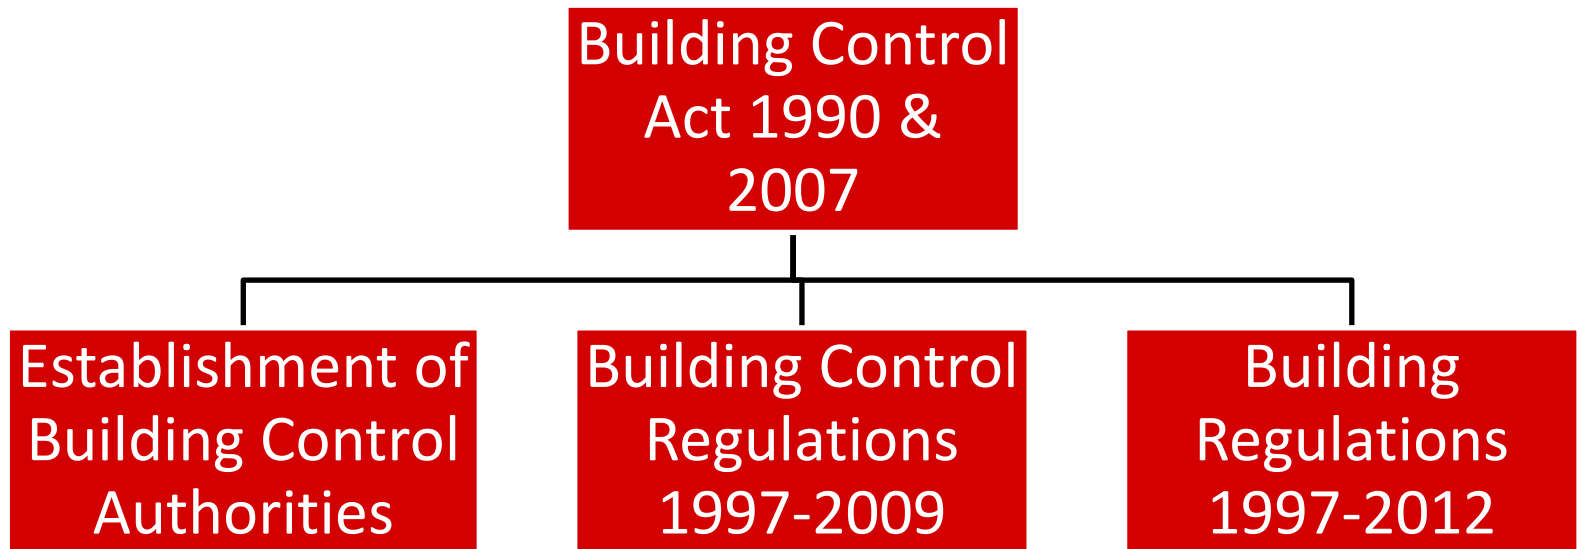 Building Control
Act 1990 &
2007
Establishment of
Building Control
Authorities
Building Control
Regulations
1997-2009
Building
Regulations
1997-2012